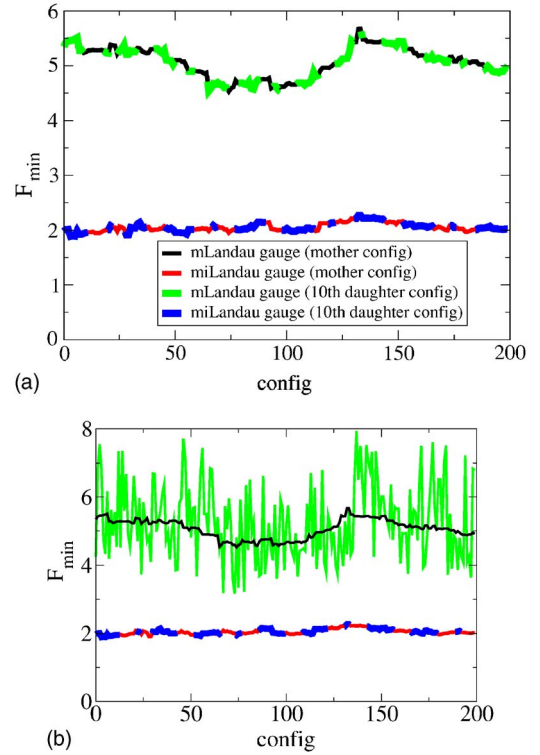 6
5
4
F min
3
2
mLandau gauge (mother config)
miLandau gauge (mother config)
mLandau gauge (10th daughter config)
miLandau gauge (10th daughter config)
1
0
0 50 100 150 200
(a) config
8
6
F min
4
2
0
0 50 100 150 200
(b) config